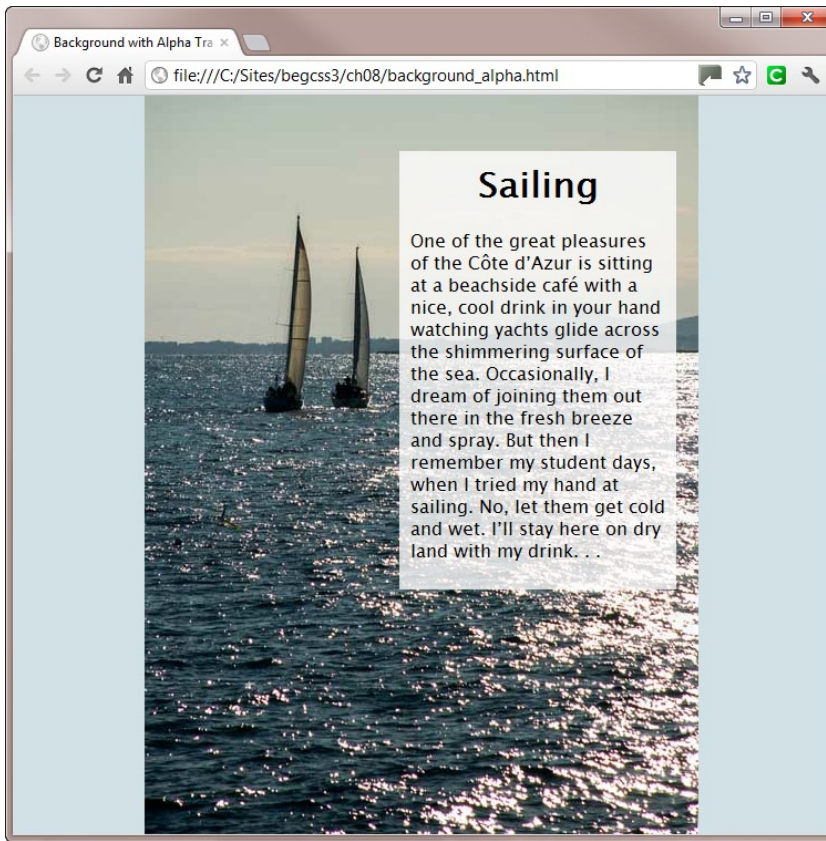 Background with Alpha Tra
file:///C:/Sites/begcss3/ch08/background_alpha.html
Sailing
One of the great pleasures
of the Côte d’Azur is sitting
at a beachside café with a
nice, cool drink in your hand
watching yachts glide across
the shimmering surface of
the sea. Occasionally, I
dream of joining them out
there in the fresh breeze
and spray. But then I
remember my student days,
when I tried my hand at
sailing. No, let them get cold
and wet. I’ll stay here on dry
land with my drink. . .